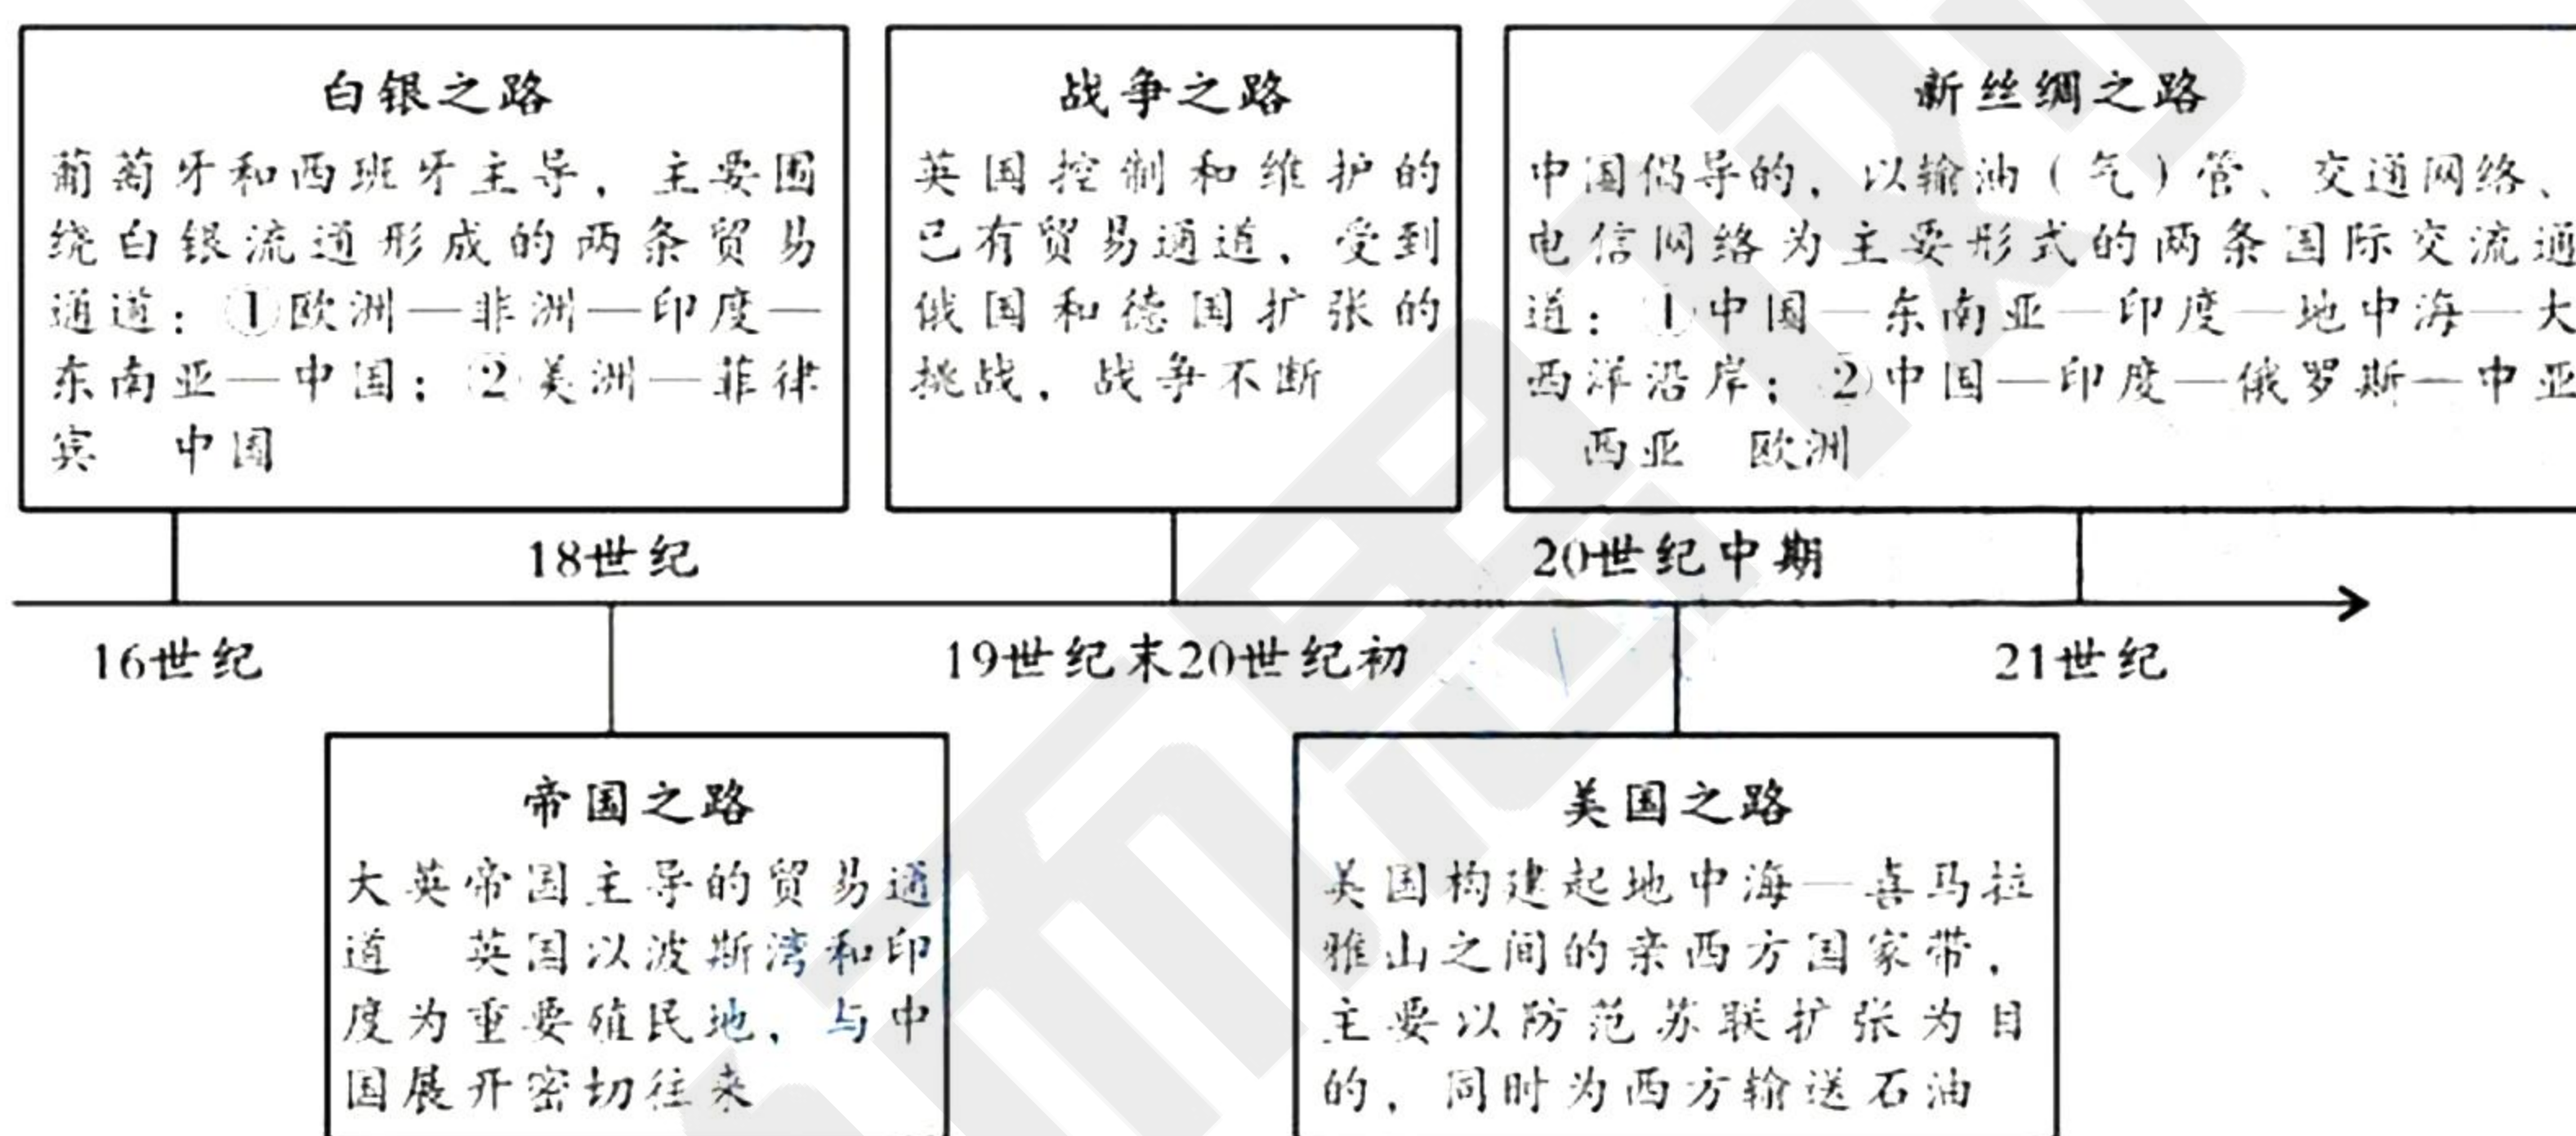 白银之路
葡萄牙和西班牙主导，主要围
绕白银流通形成的两条贸易
通道：①欧洲—非洲—印度—
东南亚—中国；②美洲—菲律
宾 中国
战争之路
英国控制和维护的
已有贸易通道，受到
俄国和德国扩张的
挑战，战争不断
新丝绸之路
中国倡导的，以输油（气）管、交通网络、
电信网络为主要形式的两条国际交流通
道：①中国—东南亚—印度—地中海—大
西洋沿岸；②中国—印度—俄罗斯—中亚
西亚 欧洲
18世纪
20世纪中期
16世纪
19世纪末20世纪初
21世纪
帝国之路
大英帝国主导的贸易通
道 英国以波斯湾和印
度为重要殖民地，与中
国展开密切往来
美国之路
美国构建起地中海—喜马拉
雅山之间的亲西方国家带，
主要以防范苏联扩张为目
的，同时为西方输送石油